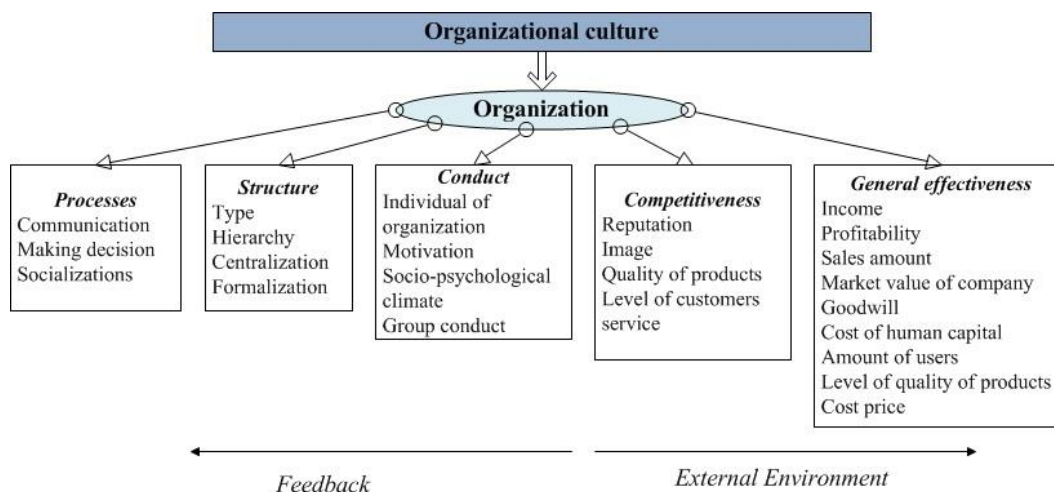 Organizational culture
Organization
Processes
Communication
Making decision
Socializations
Structure
Type
Hierarchy
Centralization
Formalization
Conduct
Individual of
organization
Motivation
Socio-psychological
climate
Group conduct
Competitiveness
Reputation
Image
Quality of products
Level of customers
service
General effectiveness
Income
Profitability
Sales amount
Market value of company
Goodwill
Cost of human capital
Amount of users
Level of quality of products
Cost price
Feedback
External Environment